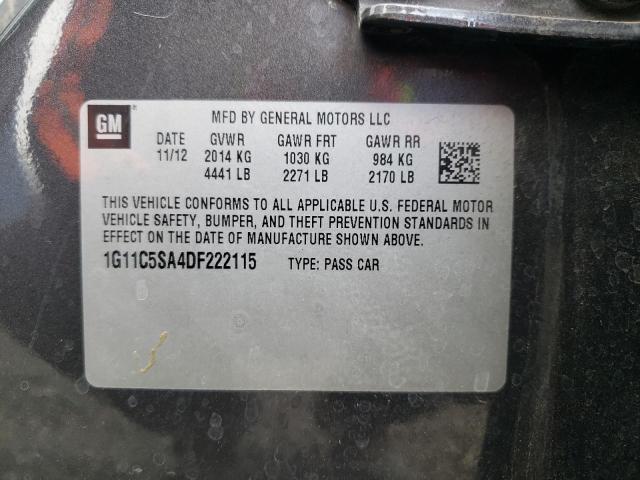 GM ® MFD BY GENERAL MOTORS LLC
DATE GVWR GAWR FRT GAWR RR
11/12 2014 KG 1030 KG 984 KG
4441 LB 2271 LB 2170 LB
THIS VEHICLE CONFORMS TO ALL APPLICABLE U.S. FEDERAL MOTOR
VEHICLE SAFETY, BUMPER, AND THEFT PREVENTION STANDARDS IN
EFFECT ON THE DATE OF MANUFACTURE SHOWN ABOVE.
1G11C5SA4DF222115 TYPE: PASS CAR